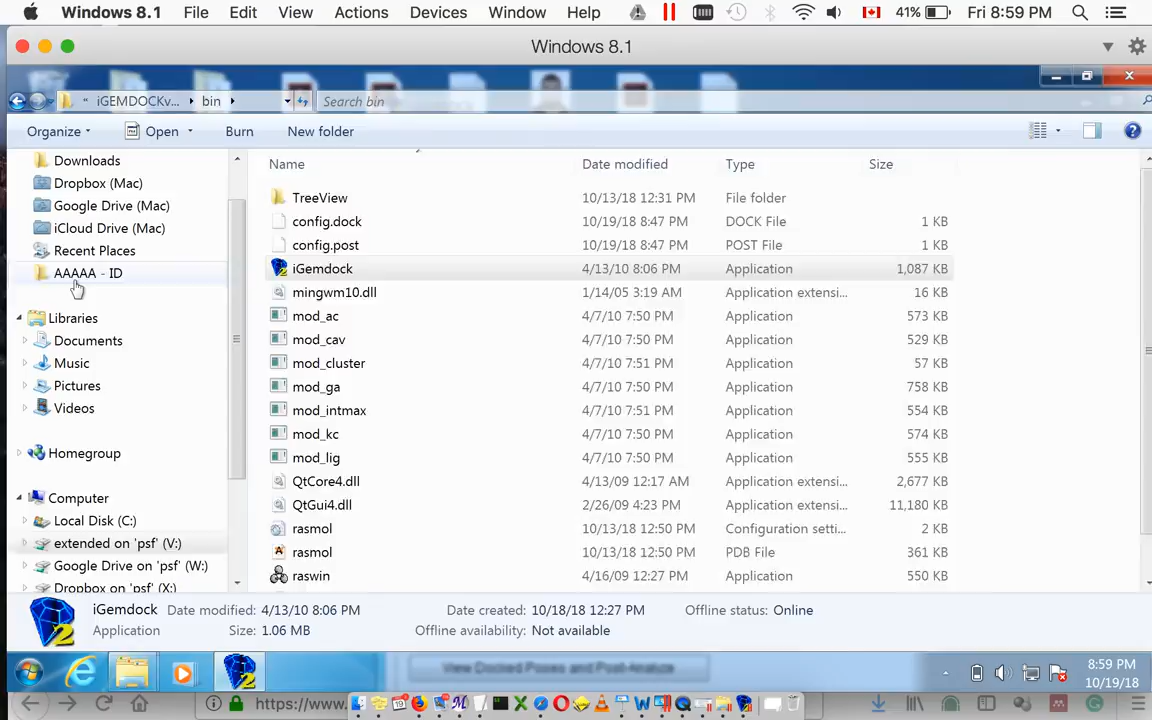 Windows 8.1 File Edit View Actions Devices Window Help 41% Fri 8:59 PM
Windows 8.1
« iGEMDOCKv... ▸ bin ▸ Search bin
Organize Open Burn New folder
Name Date modified Type Size
Downloads
Dropbox (Mac)
Google Drive (Mac)
iCloud Drive (Mac)
Recent Places
AAAAA - ID
Libraries
Documents
Music
Pictures
Videos
Homegroup
Computer
Local Disk (C:)
extended on 'psf' (V:)
Google Drive on 'psf' (W:)
Dropbox on 'psf' (X:)
TreeView 10/13/18 12:31 PM File folder
config.dock 10/19/18 8:47 PM DOCK File 1 KB
config.post 10/19/18 8:47 PM POST File 1 KB
iGemdock 4/13/10 8:06 PM Application 1,087 KB
mingwm10.dll 1/14/05 3:19 AM Application extensi... 16 KB
mod_ac 4/7/10 7:50 PM Application 573 KB
mod_cav 4/7/10 7:50 PM Application 529 KB
mod_cluster 4/7/10 7:51 PM Application 57 KB
mod_ga 4/7/10 7:50 PM Application 758 KB
mod_intmax 4/7/10 7:51 PM Application 554 KB
mod_kc 4/7/10 7:50 PM Application 574 KB
mod_lig 4/7/10 7:50 PM Application 555 KB
QtCore4.dll 4/13/09 12:17 AM Application extensi... 2,677 KB
QtGui4.dll 2/26/09 4:23 PM Application extensi... 11,180 KB
rasmol 10/13/18 12:50 PM Configuration setti... 2 KB
rasmol 10/13/18 12:50 PM PDB File 361 KB
raswin 4/16/09 12:27 PM Application 550 KB
iGemdock Date modified: 4/13/10 8:06 PM Date created: 10/18/18 12:27 PM Offline status: Online
Application Size: 1.06 MB Offline availability: Not available
View Docked Poses and Post-Analyze
8:59 PM
10/19/18
https://www.